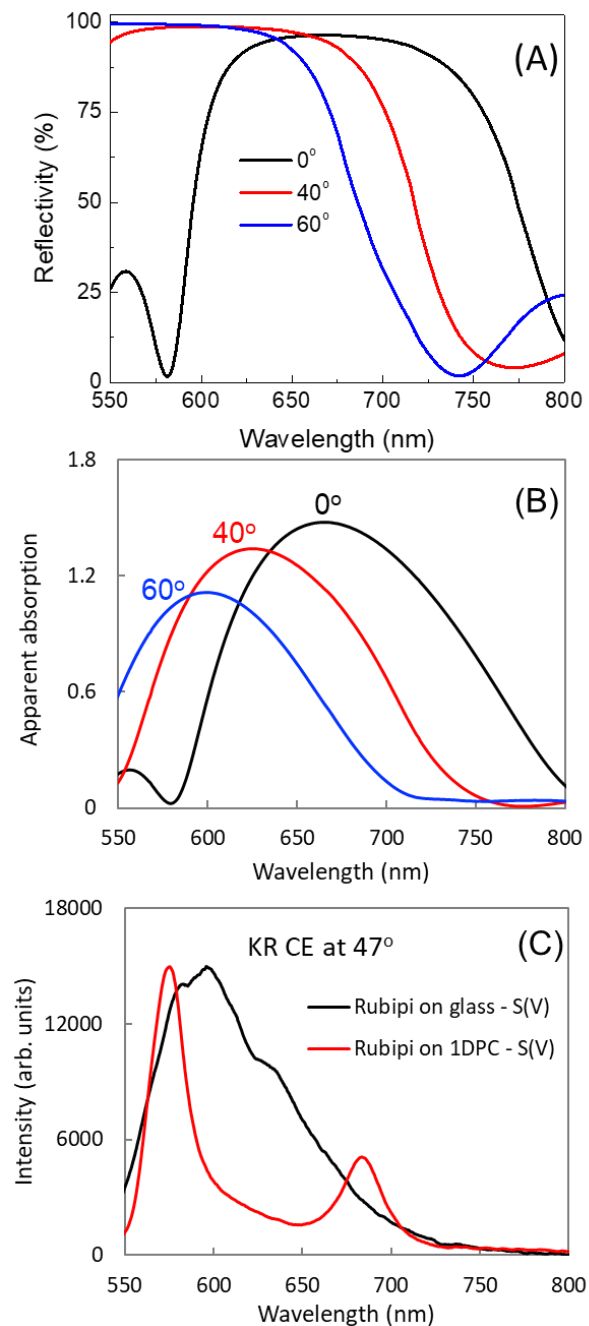 100
75
50
25
0
Reflectivity (%)
(A)
0°
40°
60°
550 600 650 700 750 800
Wavelength (nm)
1.8
1.2
0.6
0
Apparent absorption
(B)
0°
40°
60°
550 600 650 700 750 800
Wavelength (nm)
18000
12000
6000
0
Intensity (arb. units)
KR CE at 47°
(C)
Rubipi on glass - S(V)
Rubipi on 1DPC - S(V)
550 600 650 700 750 800
Wavelength (nm)